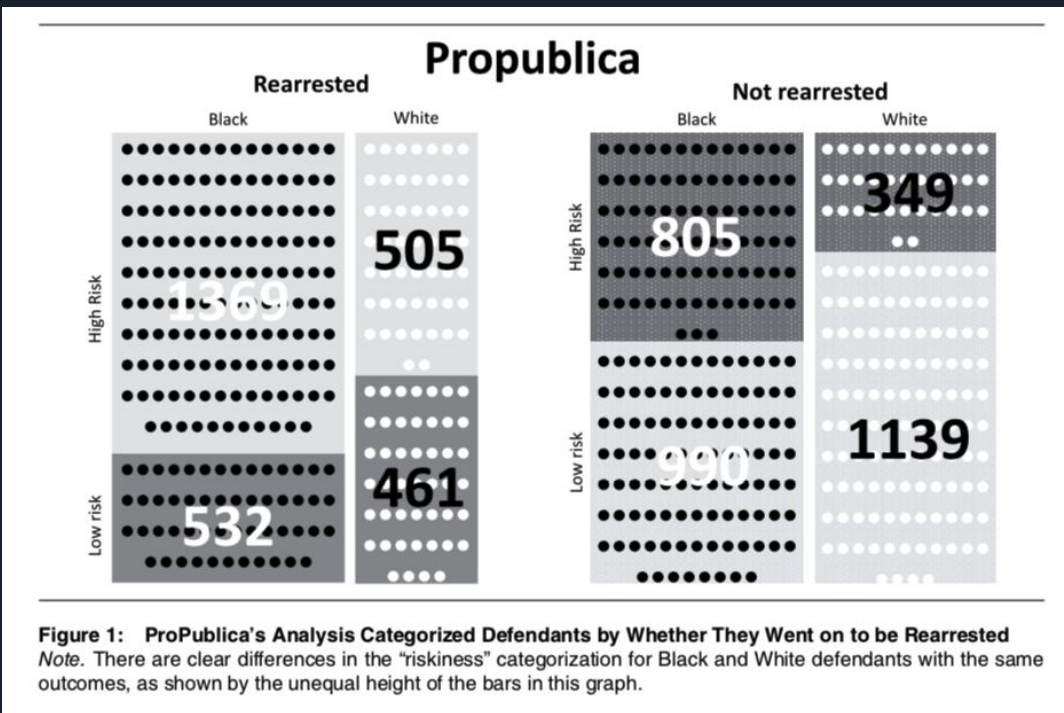 Propublica
Rearrested
Not rearrested
Black
White
Black
White
High Risk
1369
505
Low risk
532
461
High Risk
805
349
Low risk
990
1139
Figure 1: ProPublica's Analysis Categorized Defendants by Whether They Went on to be Rearrested
Note. There are clear differences in the "riskiness" categorization for Black and White defendants with the same
outcomes, as shown by the unequal height of the bars in this graph.